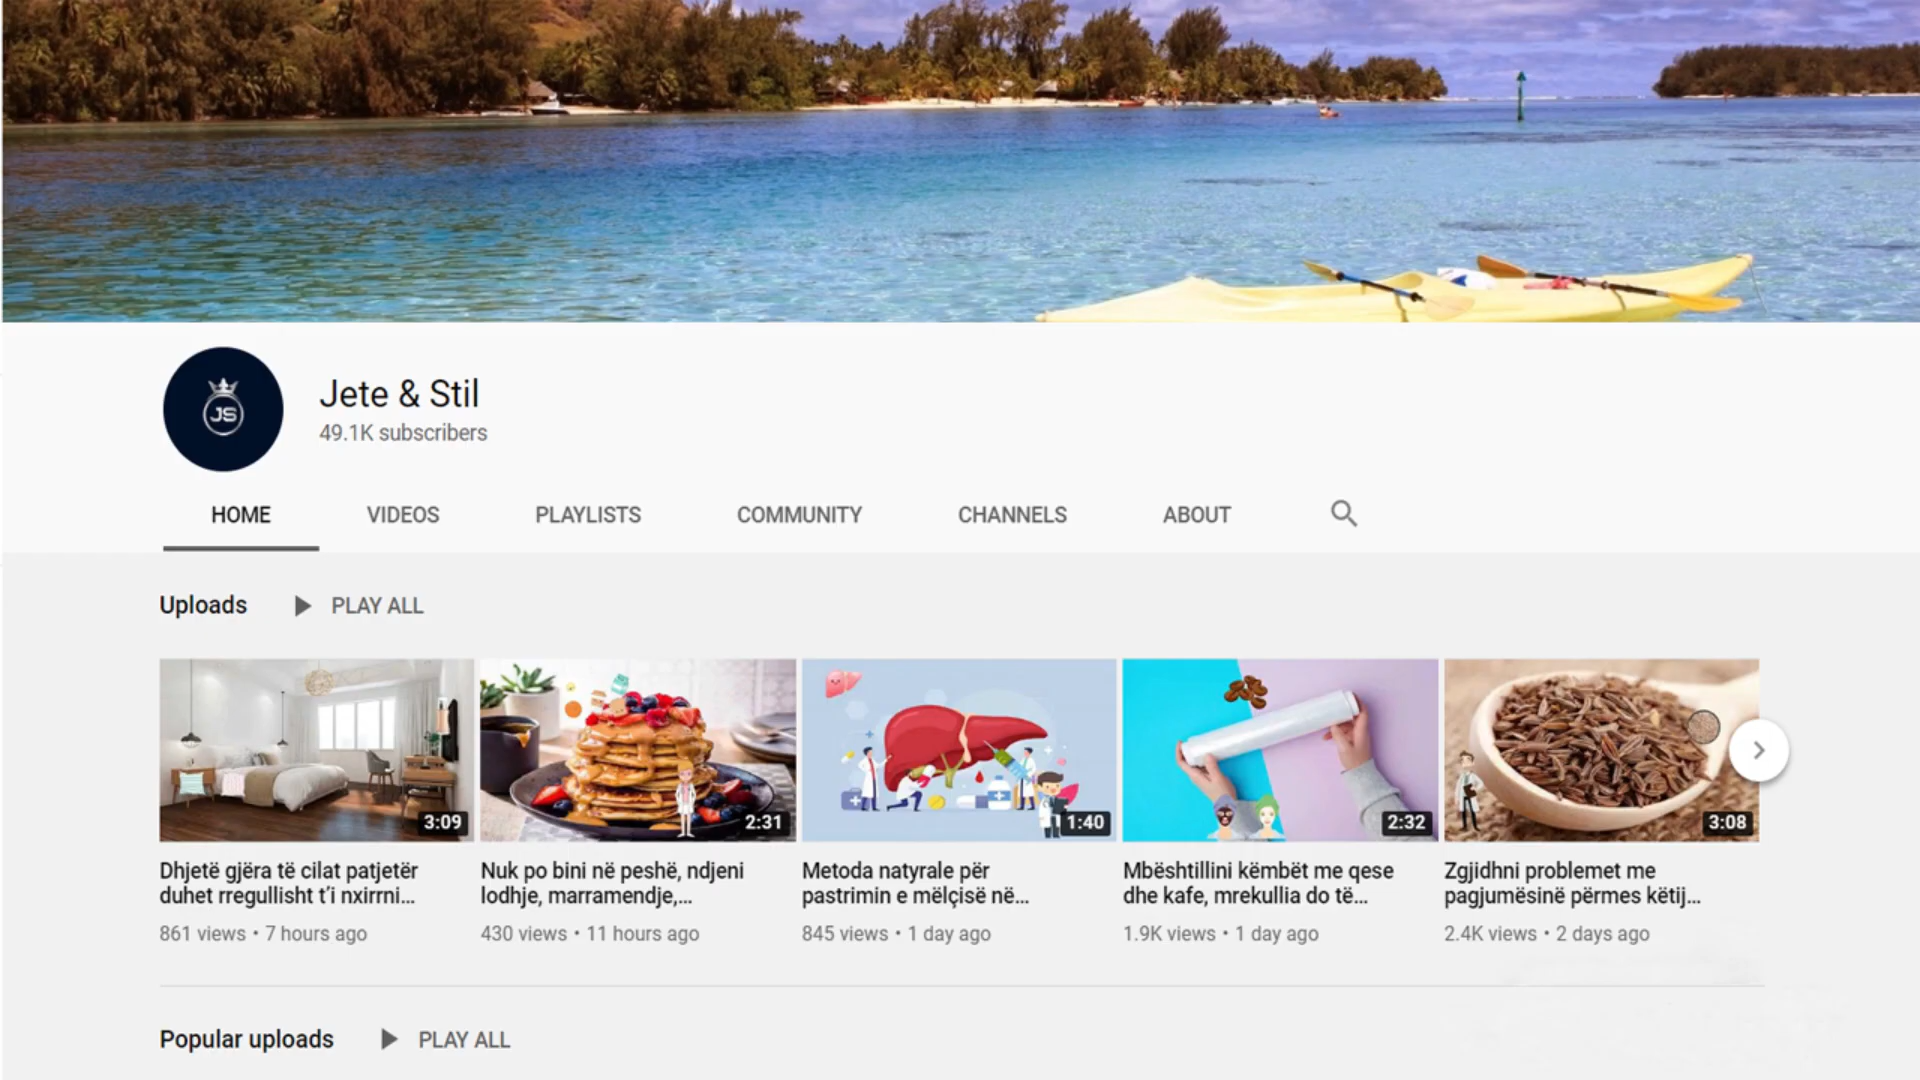 JS
Jete & Stil
49.1K subscribers
HOME VIDEOS PLAYLISTS COMMUNITY CHANNELS ABOUT
Uploads PLAY ALL
3:09 2:31 1:40 2:32 3:08
Dhjetë gjëra të cilat patjetër
duhet rregullisht t’i nxirrni...
861 views • 7 hours ago
Nuk po bini në peshë, ndjeni
lodhje, marramendje,...
430 views • 11 hours ago
Metoda natyrale për
pastrimin e mëlçisë në...
845 views • 1 day ago
Mbështillini këmbët me qese
dhe kafe, mrekullia do të...
1.9K views • 1 day ago
Zgjidhni problemet me
pagjumësinë përmes këtij...
2.4K views • 2 days ago
Popular uploads PLAY ALL